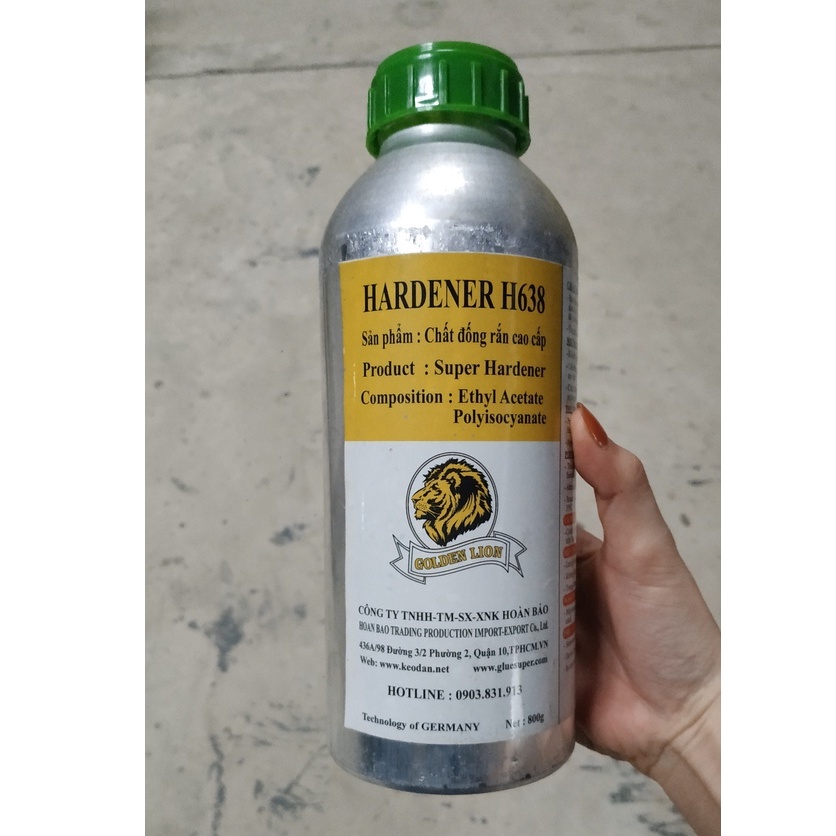 HARDENER H638
Sản phẩm : Chất đống rắn cao cấp
Product : Super Hardener
Composition : Ethyl Acetate
Polyisocyanate
GOLDEN LION
CÔNG TY TNHH-TM-SX-XNK HOÀN BẢO
HOAN BAO TRADING PRODUCTION IMPORT-EXPORT Co., Ltd.
436A/98 Đường 3/2 Phường 2, Quận 10,TPHCM.VN
Web: www.keodan.net www.gluesuper.com
HOTLINE : 0903.831.913
Technology of GERMANY Net : 800g